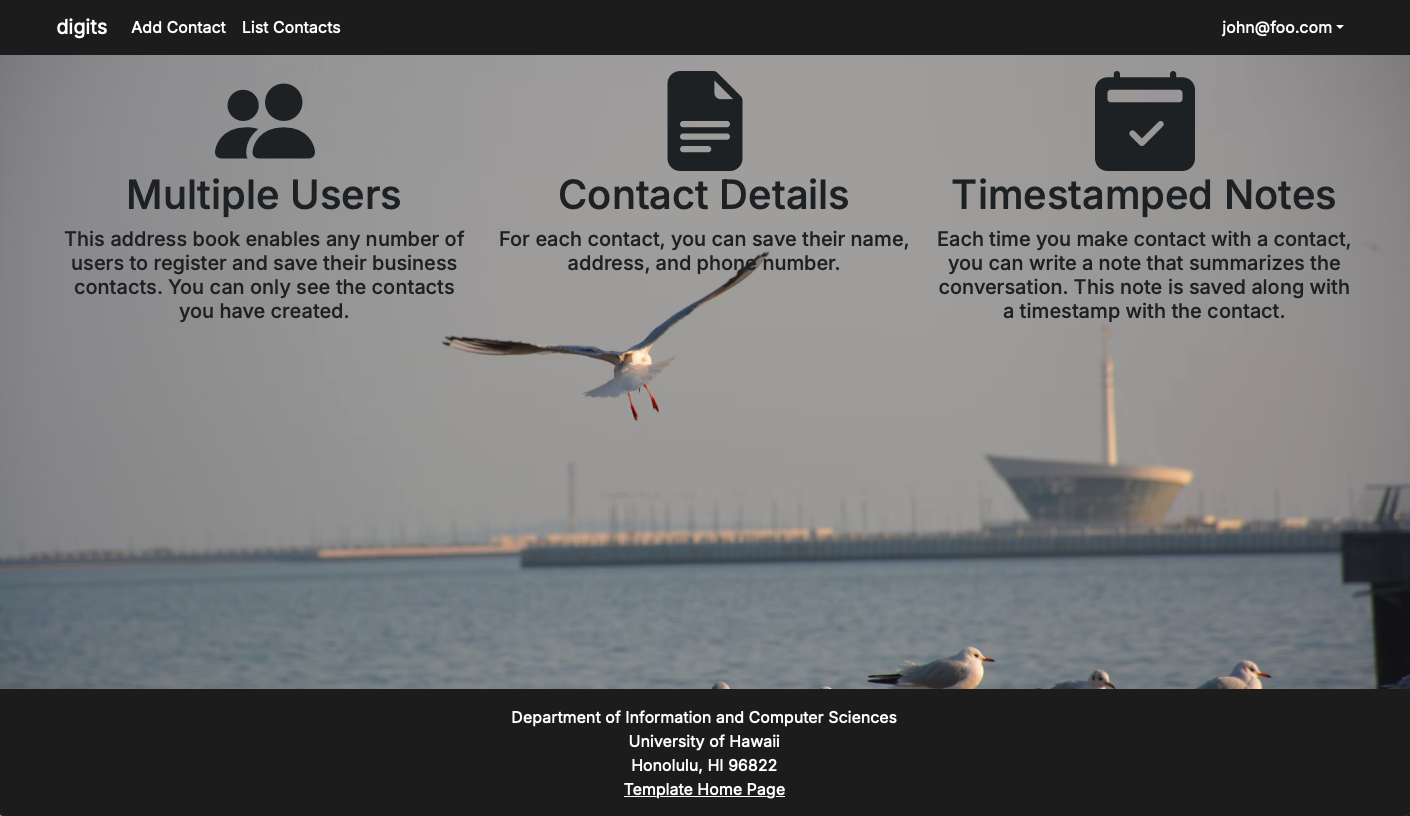 digits Add Contact List Contacts john@foo.com
Multiple Users
This address book enables any number of
users to register and save their business
contacts. You can only see the contacts
you have created.
Contact Details
For each contact, you can save their name,
address, and phone number.
Timestamped Notes
Each time you make contact with a contact,
you can write a note that summarizes the
conversation. This note is saved along with
a timestamp with the contact.
Department of Information and Computer Sciences
University of Hawaii
Honolulu, HI 96822
Template Home Page